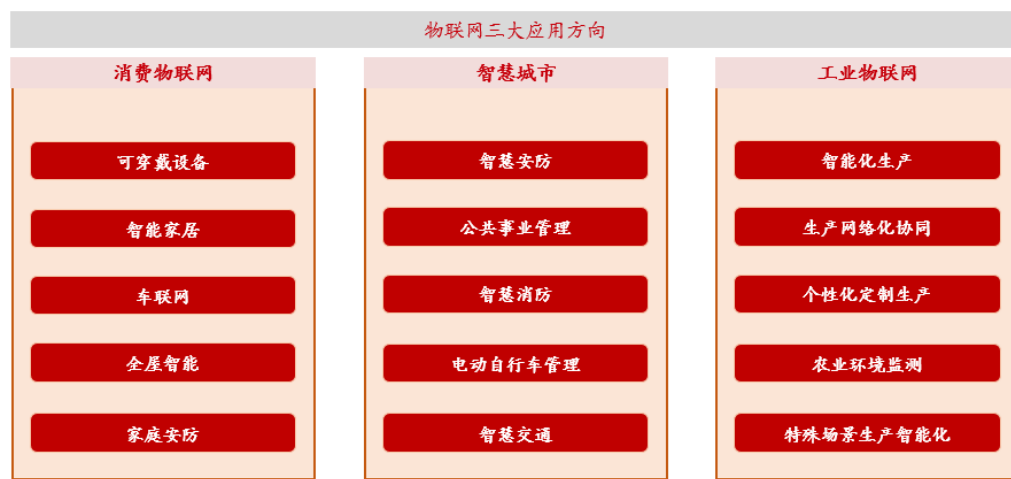 物联网三大应用方向
消费物联网
可穿戴设备
智能家居
车联网
全屋智能
家庭安防
智慧城市
智慧安防
公共事业管理
智慧消防
电动自行车管理
智慧交通
工业物联网
智能化生产
生产网络化协同
个性化定制生产
农业环境监测
特殊场景生产智能化